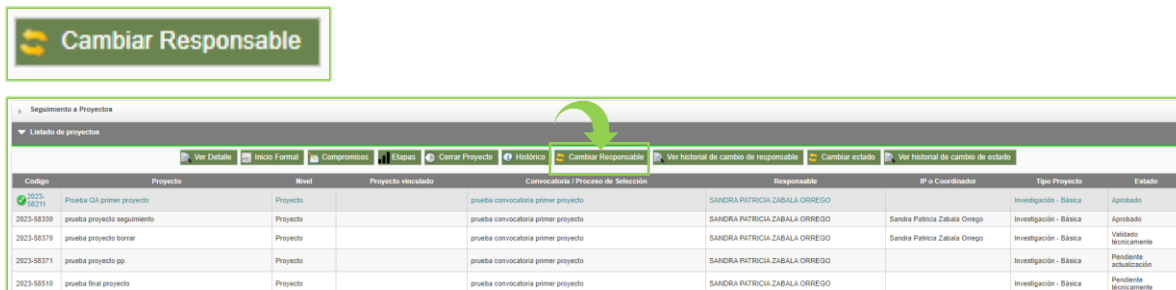 Cambiar Responsable
Seguimiento a Proyectos
Listado de proyectos
Ver Detalle Inicio Formal Compromisos Etapas Cerrar Proyecto Histórico Cambiar Responsable Ver historial de cambio de responsable Cambiar estado Ver historial de cambio de estado
Codigo Proyecto Nivel Proyecto vinculado Convocatoria / Proceso de Selección Responsable IP o Coordinador Tipo Proyecto Estado
2023-58211 Prueba QA primer proyecto Proyecto prueba convocatoria primer proyecto SANDRA PATRICIA ZABALA ORREGO Investigación - Básica Aprobado
2023-58330 prueba proyecto seguimiento Proyecto prueba convocatoria primer proyecto SANDRA PATRICIA ZABALA ORREGO Sandra Patricia Zabala Orrego Investigación - Básica Aprobado
2023-58370 prueba proyecto borrar Proyecto prueba convocatoria primer proyecto SANDRA PATRICIA ZABALA ORREGO Sandra Patricia Zabala Orrego Investigación - Básica Validado técnicamente
2023-58371 prueba proyecto pp Proyecto prueba convocatoria primer proyecto SANDRA PATRICIA ZABALA ORREGO Investigación - Básica Pendiente actualización
2023-58510 prueba final proyecto Proyecto prueba convocatoria primer proyecto SANDRA PATRICIA ZABALA ORREGO Investigación - Básica Pendiente técnicamente